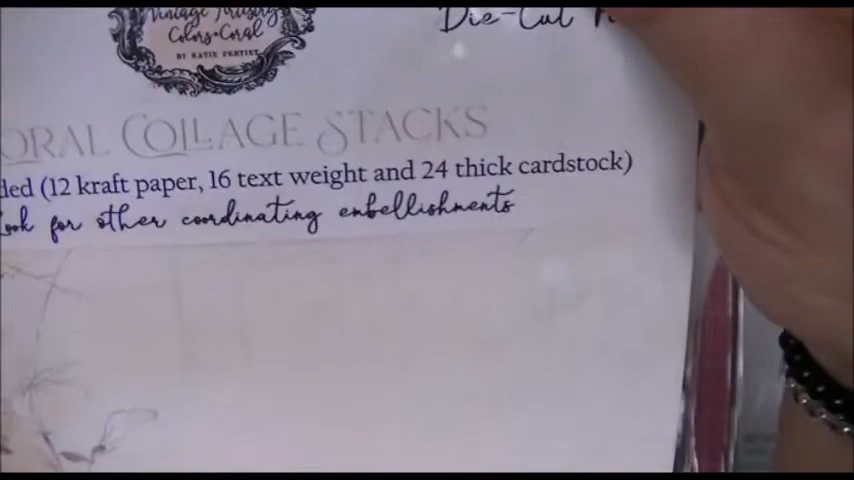 Vintage Artistry
Colors•Coral
BY KATIE PERTIET
Die-Cut
ORAL COLLAGE STACKS
ded (12 kraft paper, 16 text weight and 24 thick cardstock)
Look for other coordinating embellishments